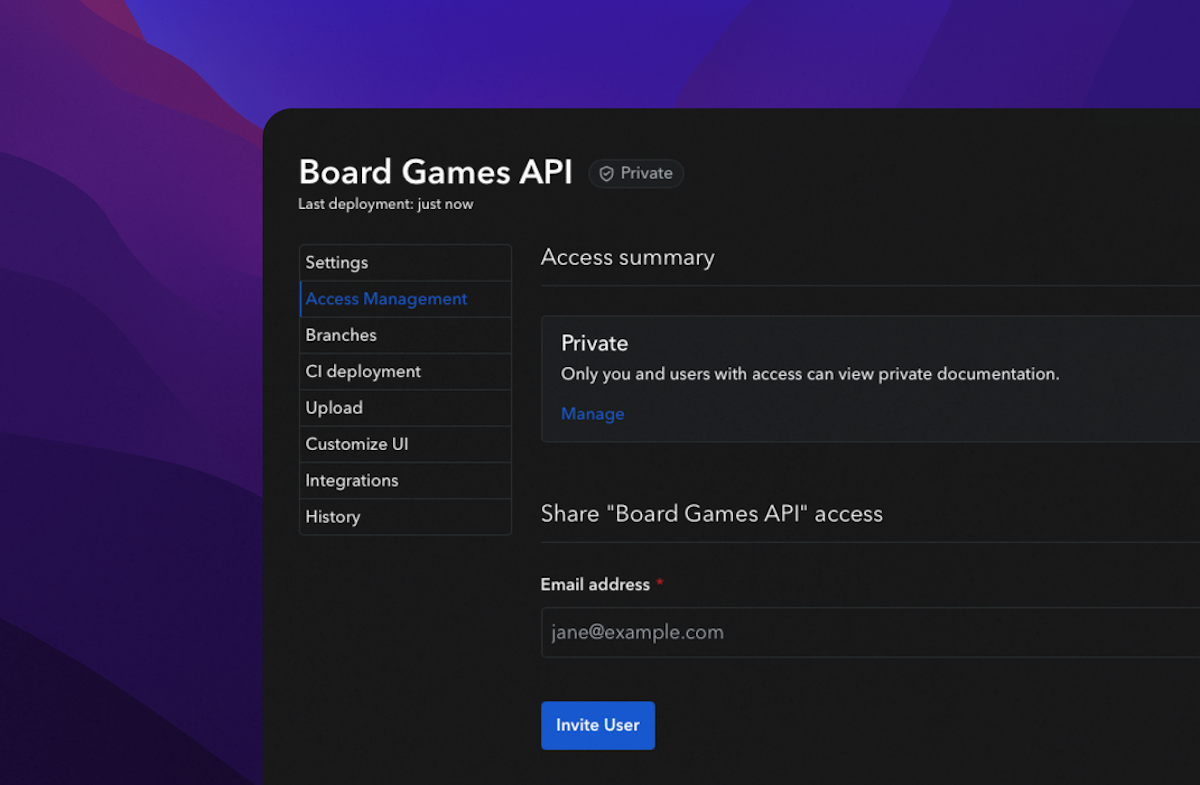 Board Games API
Private
Last deployment: just now
Settings
Access Management
Branches
CI deployment
Upload
Customize UI
Integrations
History
Access summary
Private
Only you and users with access can view private documentation.
Manage
Share "Board Games API" access
Email address *
jane@example.com
Invite User